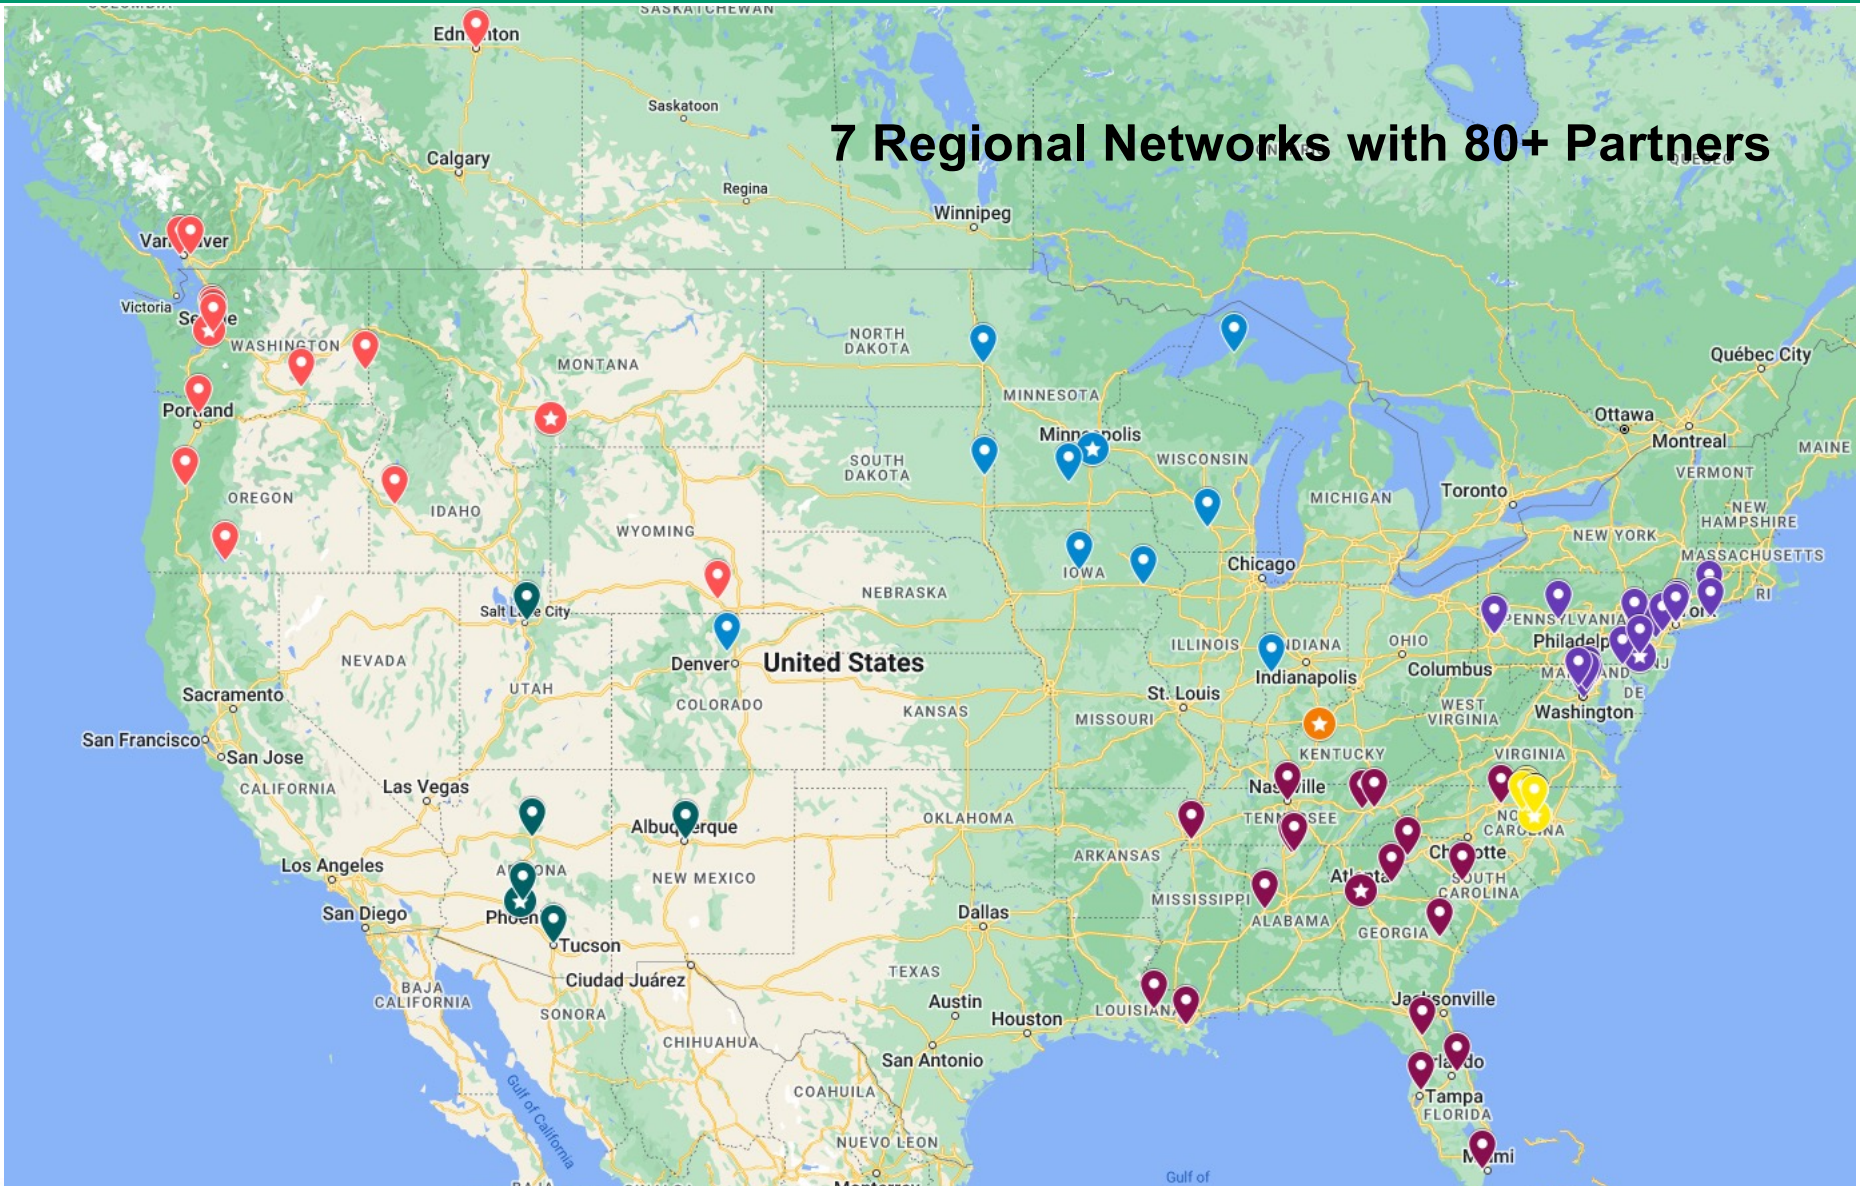 SASKATCHEWAN
Saskatoon
7 Regional Networks with 80+ Partners
Calgary
Regina
Winnipeg
Victoria
WASHINGTON
NORTH
DAKOTA
MONTANA
Québec City
MINNESOTA
Ottawa
Montreal
MAINE
WISCONSIN
SOUTH
DAKOTA
VERMONT
Toronto
MICHIGAN
OREGON
IDAHO
NEW
HAMPSHIRE
WYOMING
NEW YORK
MASSACHUSETTS
Chicago
IOWA
NEBRASKA
RI
PENNSYLVANIA
ILLINOIS
OHIO
NEVADA
Denver
United States
Columbus
Indianapolis
NJ
UTAH
Sacramento
St. Louis
DE
COLORADO
KANSAS
MISSOURI
WEST
VIRGINIA
Washington
San Francisco
San Jose
KENTUCKY
VIRGINIA
CALIFORNIA
Las Vegas
OKLAHOMA
ARKANSAS
Los Angeles
NEW MEXICO
SOUTH
CAROLINA
MISSISSIPPI
San Diego
Dallas
ALABAMA
GEORGIA
Tucson
Ciudad Juárez
TEXAS
BAJA
CALIFORNIA
SONORA
Austin
Houston
CHIHUAHUA
San Antonio
COAHUILA
Tampa
FLORIDA
Gulf of California
NUEVO LEON
Gulf of